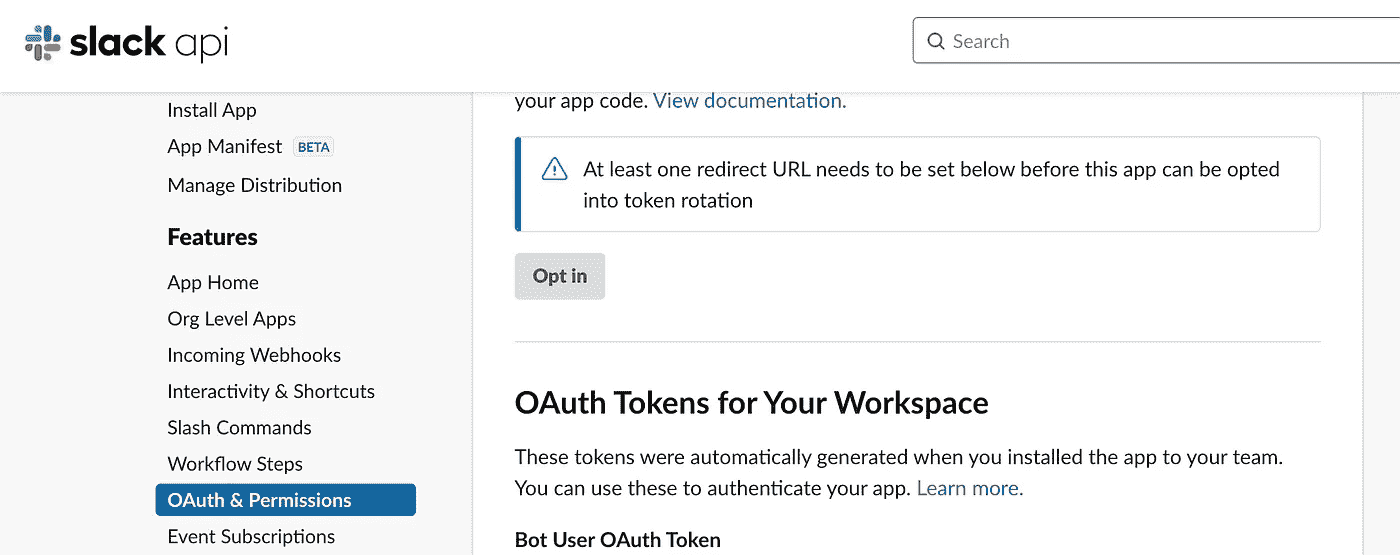 slack api
Search
Install App
App Manifest BETA
Manage Distribution
Features
App Home
Org Level Apps
Incoming Webhooks
Interactivity & Shortcuts
Slash Commands
Workflow Steps
OAuth & Permissions
Event Subscriptions
your app code. View documentation.
At least one redirect URL needs to be set below before this app can be opted
into token rotation
Opt in
OAuth Tokens for Your Workspace
These tokens were automatically generated when you installed the app to your team.
You can use these to authenticate your app. Learn more.
Bot User OAuth Token